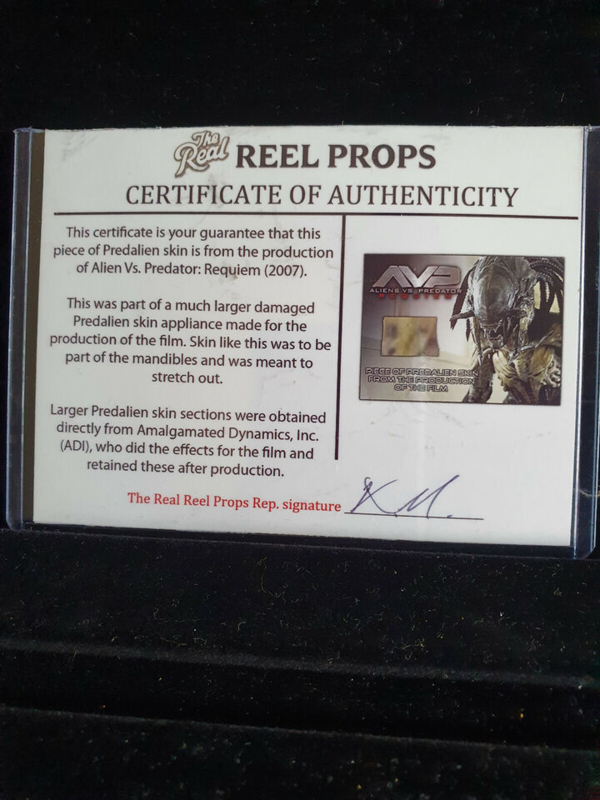 The Real REEL PROPS
CERTIFICATE OF AUTHENTICITY
This certificate is your guarantee that this
piece of Predalien skin is from the production
of Alien Vs. Predator: Requiem (2007).
This was part of a much larger damaged
Predalien skin appliance made for the
production of the film. Skin like this was to be
part of the mandibles and was meant to
stretch out.
Larger Predalien skin sections were obtained
directly from Amalgamated Dynamics, Inc.
(ADI), who did the effects for the film and
retained these after production.
AVP
ALIENS VS. PREDATOR
REQUIEM
PIECE OF PREDALIEN SKIN
FROM THE PRODUCTION
OF THE FILM
The Real Reel Props Rep. signature